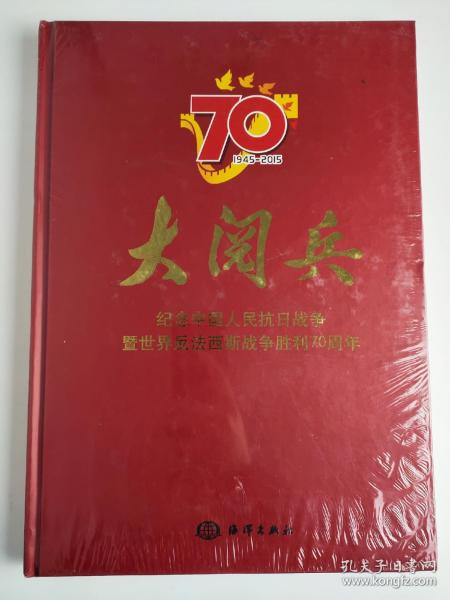 70
1945-2015
大阅兵
纪念中国人民抗日战争
暨世界反法西斯战争胜利70周年
海洋出版社
孔夫子旧书网
www.kongfz.com